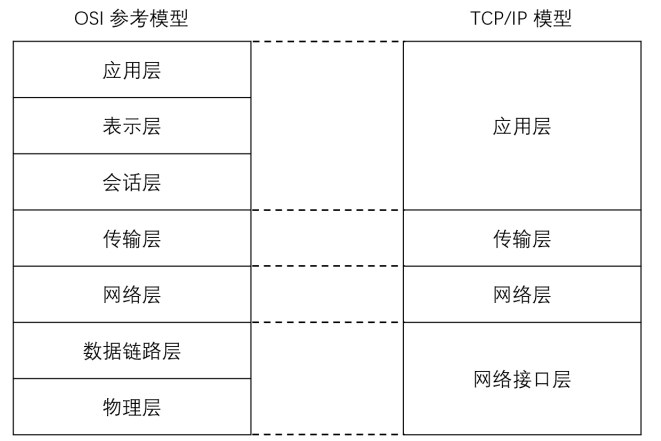 OSI 参考模型
TCP/IP 模型
应用层
表示层
会话层
传输层
网络层
数据链路层
物理层
应用层
传输层
网络层
网络接口层